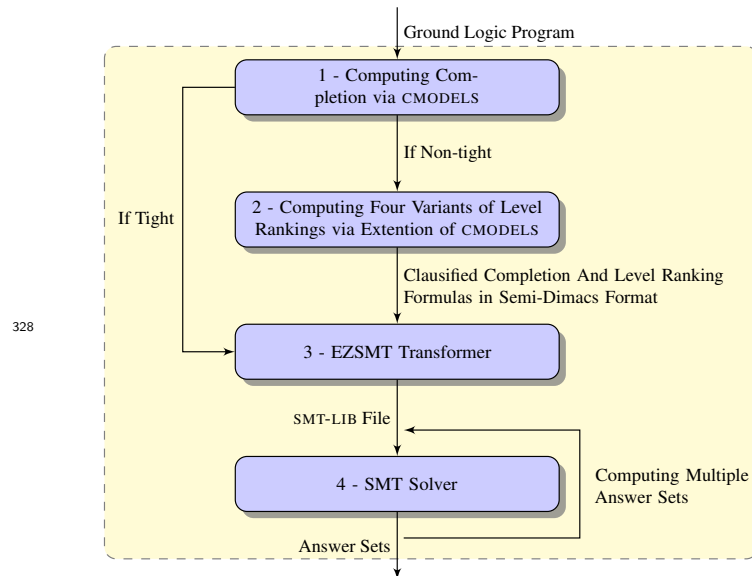 Ground Logic Program
1 - Computing Com-
pletion via CMODELS
If Non-tight
If Tight
2 - Computing Four Variants of Level
Rankings via Extention of CMODELS
Clausified Completion And Level Ranking
Formulas in Semi-Dimacs Format
328
3 - EZSMT Transformer
SMT-LIB File
4 - SMT Solver
Computing Multiple
Answer Sets
Answer Sets